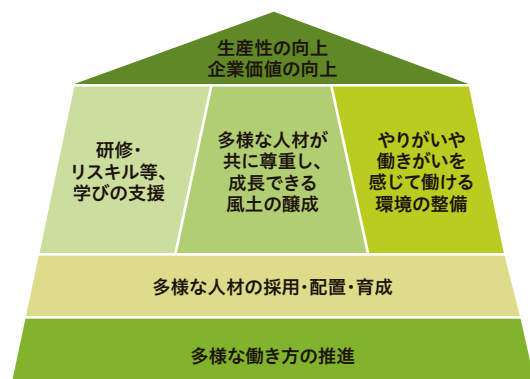 生産性の向上
企業価値の向上
研修・
リスキル等、
学びの支援
多様な人材が
共に尊重し、
成長できる
風土の醸成
やりがいや
働きがいを
感じて働ける
環境の整備
多様な人材の採用・配置・育成
多様な働き方の推進